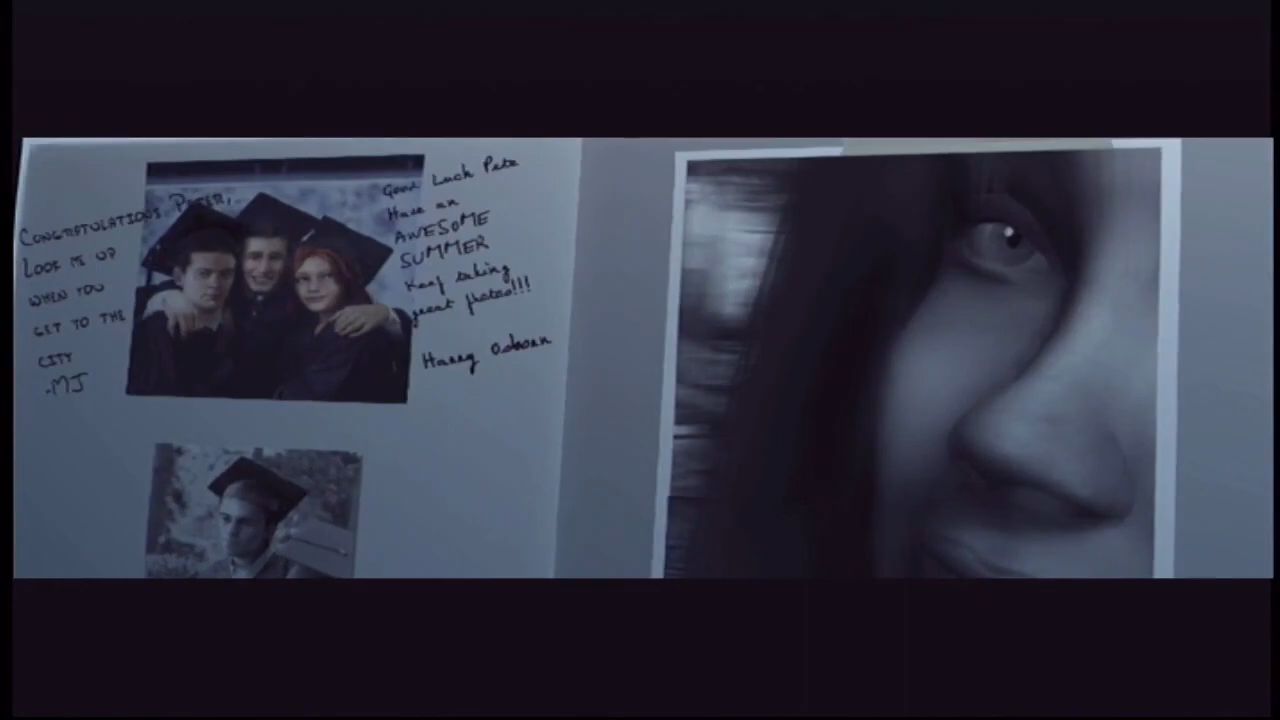 CONGRATULATIONS PETER,
LOOK ME UP
WHEN YOU
GET TO THE
CITY
-MJ
Good Luck Pete
Have an
AWESOME
SUMMER
Keep taking
great photos!!!
Harry Osborn